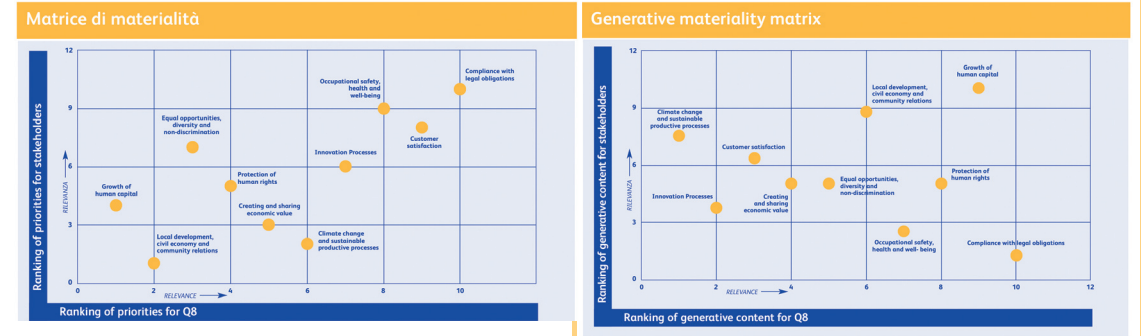 Matrice di materialità
Ranking of priorities for stakeholders
RELEVANZA
12
9
6
3
0
Compliance with
legal obligations
Occupational safety,
health and
well-being
Customer
satisfaction
Equal opportunities,
diversity and
non-discrimination
Innovation Processes
Protection of
human rights
Growth of
human capital
Creating and sharing
economic value
Local development,
civil economy and
community relations
Climate change
and sustainable
productive processes
0
2
4
6
8
10
RELEVANCE
Ranking of priorities for Q8
Generative materiality matrix
Ranking of generative content for stakeholders
RELEVANZA
12
9
6
3
0
Growth of
human capital
Local development,
civil economy and
community relations
Climate change
and sustainable
productive processes
Customer satisfaction
Innovation Processes
Creating
and sharing
economic value
Equal opportunities,
diversity and
non-discrimination
Protection of
human rights
Occupational safety,
health and well- being
Compliance with legal obligations
0
2
4
6
8
10
12
RELEVANCE
Ranking of generative content for Q8